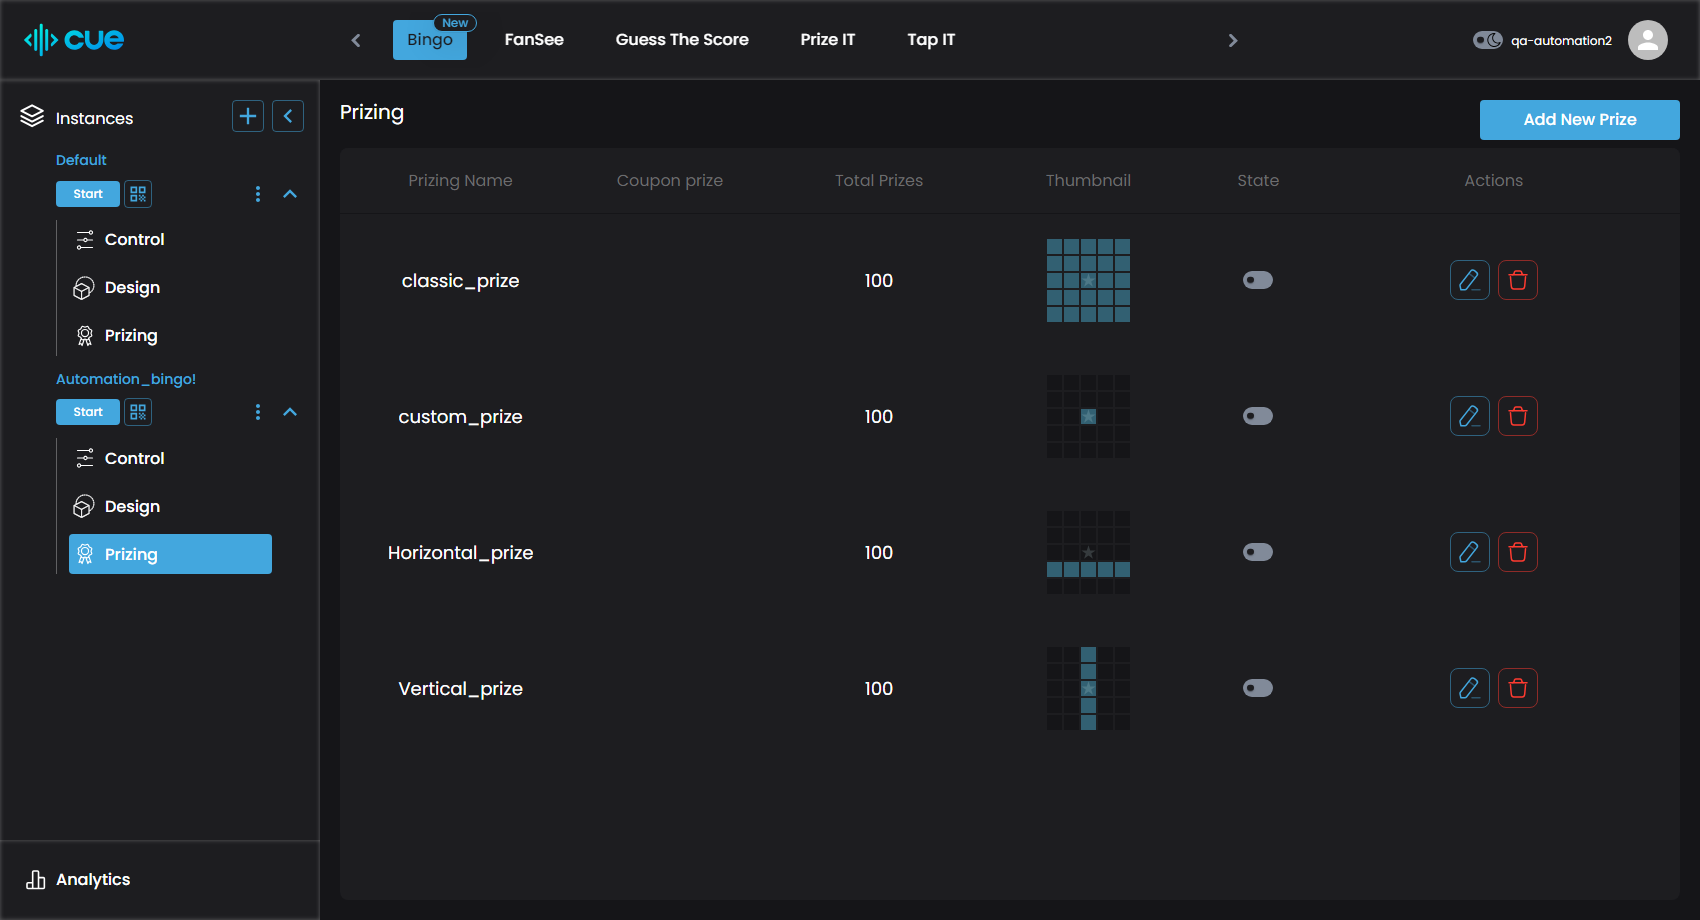 cue
Bingo
New
FanSee
Guess The Score
Prize IT
Tap IT
qa-automation2
Instances
Default
Start
Control
Design
Prizing
Automation_bingo!
Start
Control
Design
Prizing
Analytics
Prizing
Add New Prize
Prizing Name Coupon prize Total Prizes Thumbnail State Actions
classic_prize 100
custom_prize 100
Horizontal_prize 100
Vertical_prize 100